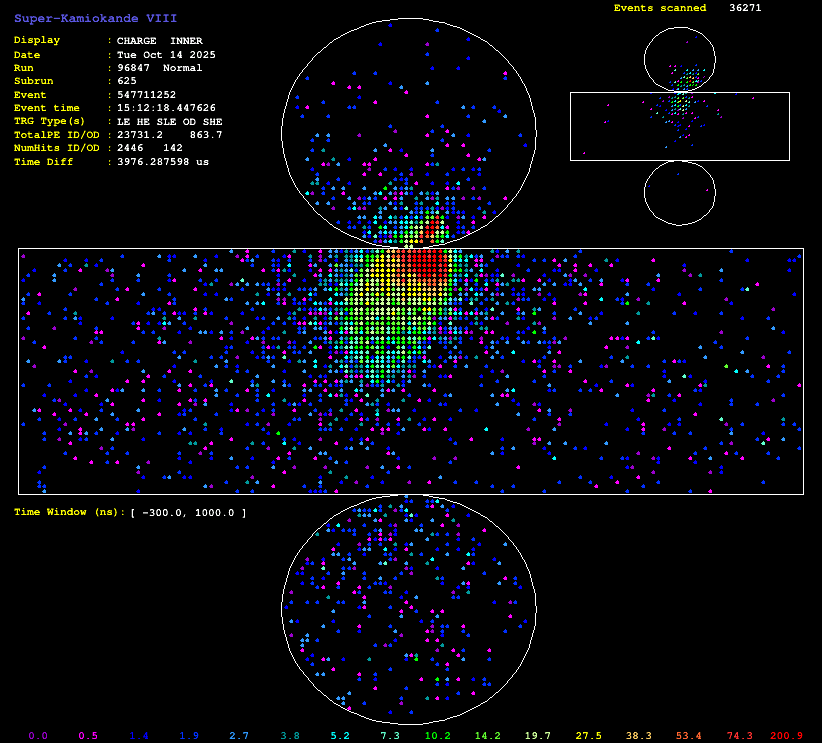 Super-Kamiokande VIII
Events scanned 36271
Display : CHARGE INNER
Date : Tue Oct 14 2025
Run : 96847 Normal
Subrun : 625
Event : 547711252
Event time : 15:12:18.447626
TRG Type(s) : LE HE SLE OD SHE
TotalPE ID/OD : 23731.2 863.7
NumHits ID/OD : 2446 142
Time Diff : 3976.287598 us
Time Window (ns): [ -300.0, 1000.0 ]
0.0 0.5 1.4 1.9 2.7 3.8 5.2 7.3 10.2 14.2 19.7 27.5 38.3 53.4 74.3 200.9